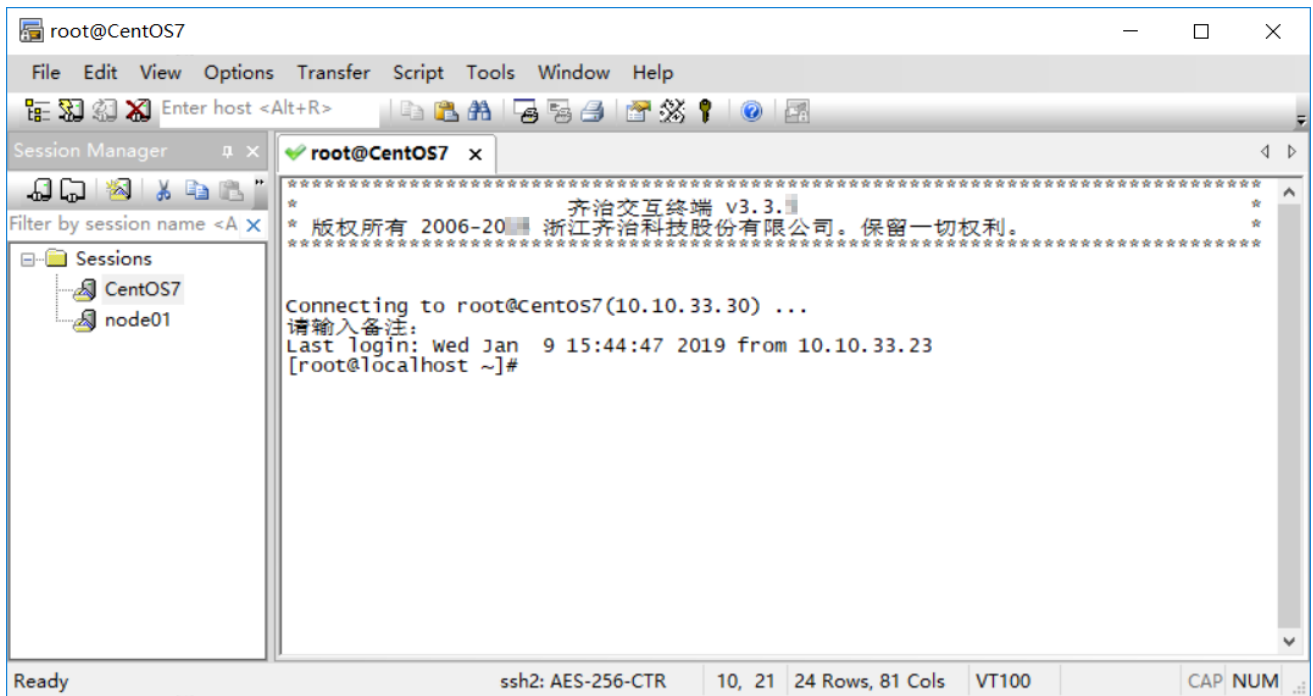 root@CentOS7
File Edit View Options Transfer Script Tools Window Help
Enter host <Alt+R>
Session Manager
root@CentOS7
Filter by session name <A
Sessions
CentOS7
node01
********************************************************************************
* 齐治交互终端 v3.3. *
* 版权所有 2006-20 浙江齐治科技股份有限公司。保留一切权利。 *
********************************************************************************
Connecting to root@CentOS7(10.10.33.30) ...
请输入备注:
Last login: Wed Jan  9 15:44:47 2019 from 10.10.33.23
[root@localhost ~]#
Ready ssh2: AES-256-CTR 10, 21 24 Rows, 81 Cols VT100 CAP NUM